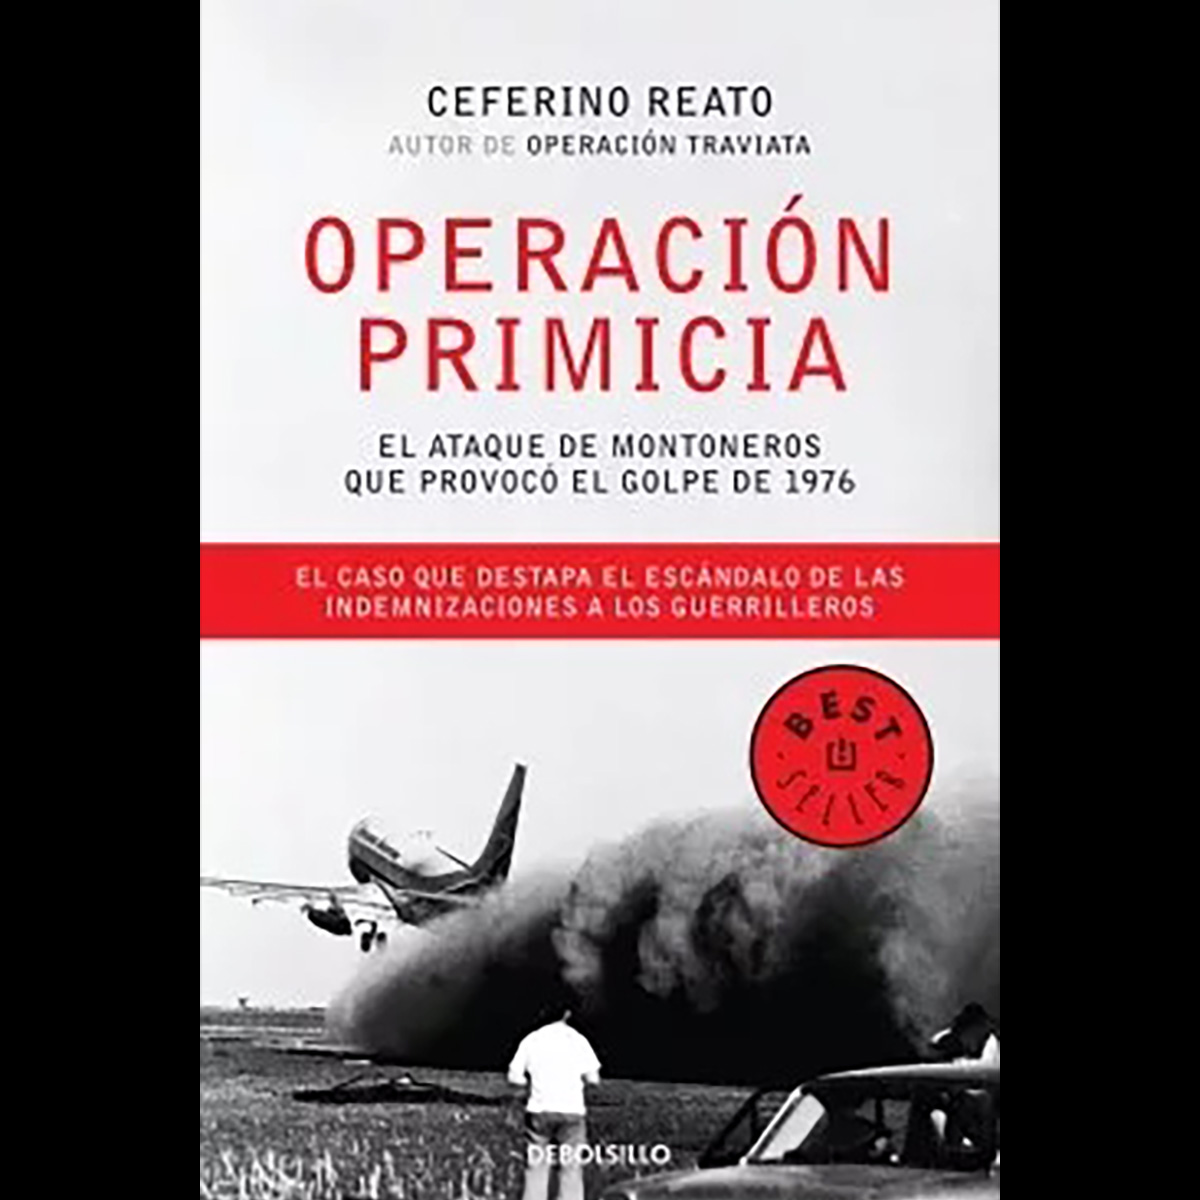 CEFERINO REATO
AUTOR DE OPERACIÓN TRAVIATA
OPERACIÓN
PRIMICIA
EL ATAQUE DE MONTONEROS
QUE PROVOCÓ EL GOLPE DE 1976
EL CASO QUE DESTAPA EL ESCÁNDALO DE LAS
INDEMNIZACIONES A LOS GUERRILLEROS
BEST
SELLER
DEBOLSILLO